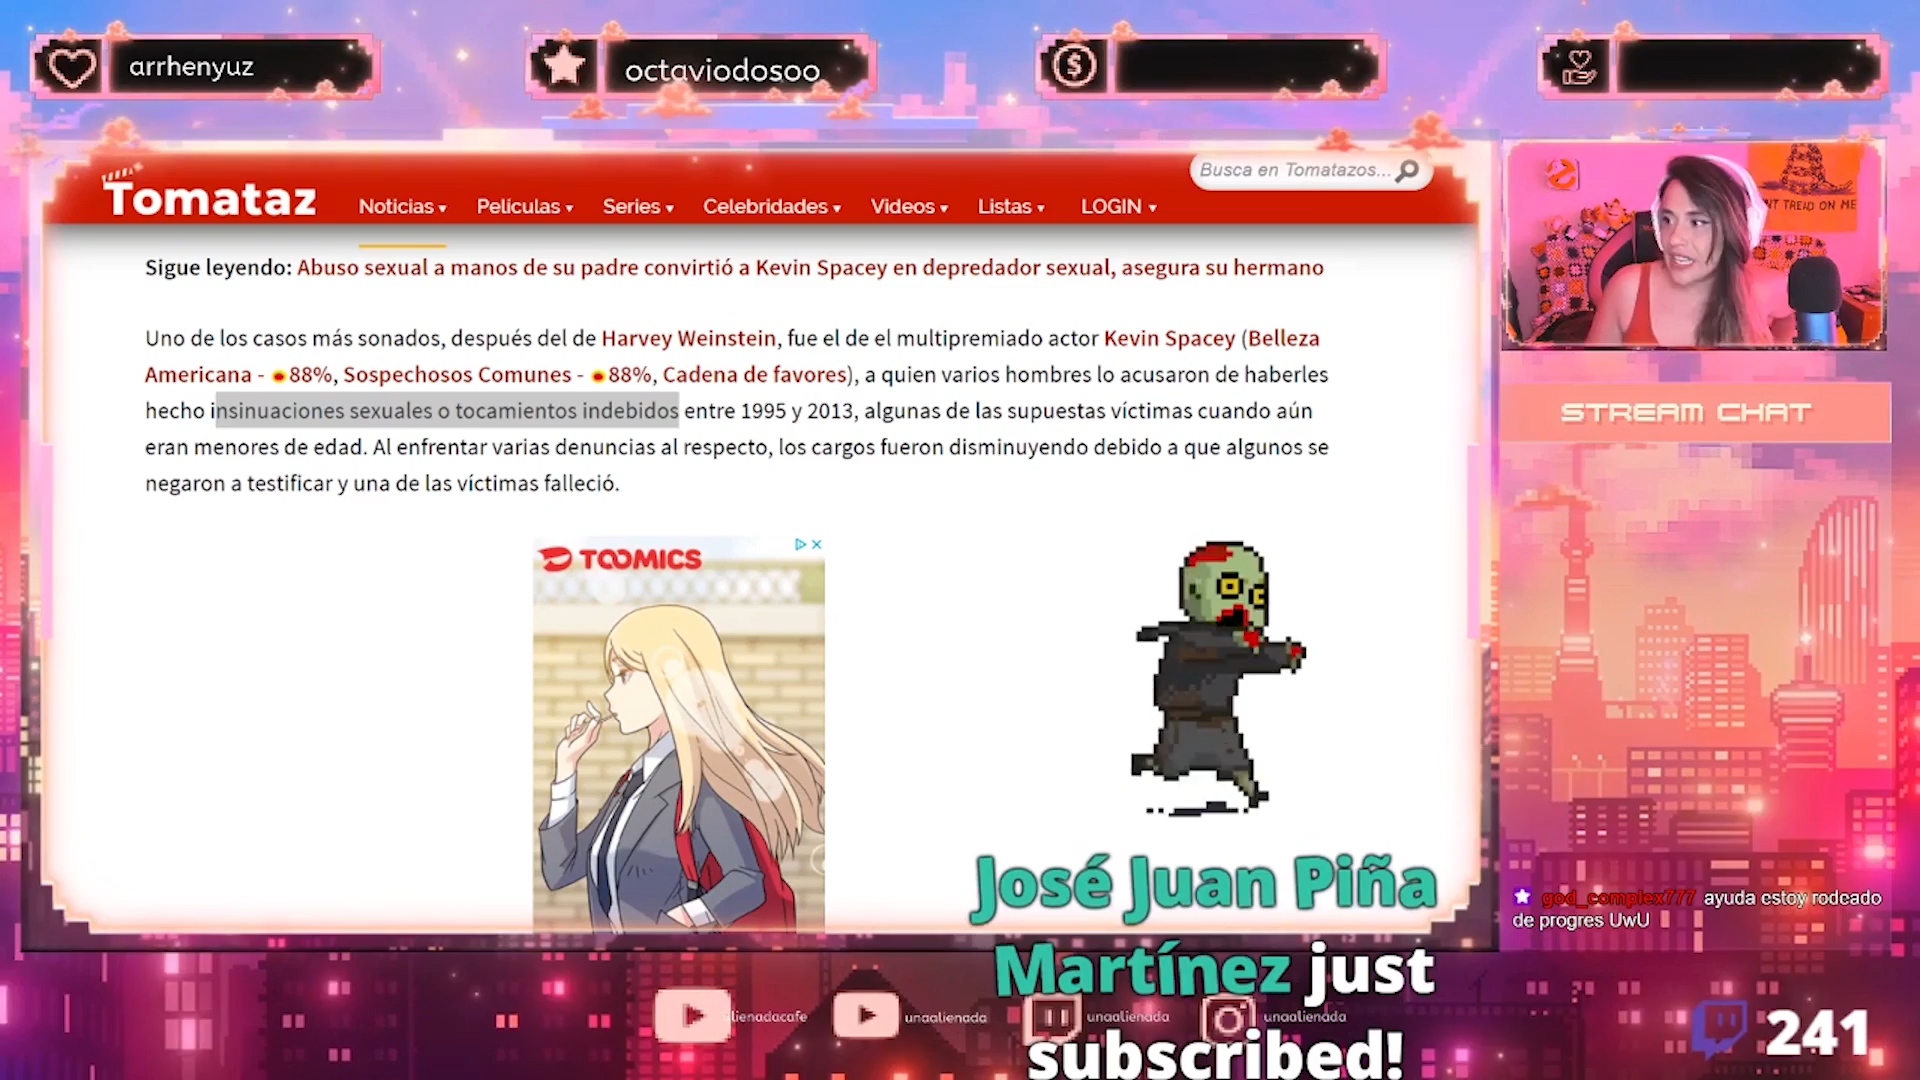 arrhenyuz
octaviodosoo
Tomataz
Noticias
Películas
Series
Celebridades
Videos
Listas
LOGIN
Busca en Tomatazos...
Sigue leyendo: Abuso sexual a manos de su padre convirtió a Kevin Spacey en depredador sexual, asegura su hermano
Uno de los casos más sonados, después del de Harvey Weinstein, fue el de el multipremiado actor Kevin Spacey (Belleza
Americana - 88%, Sospechosos Comunes - 88%, Cadena de favores), a quien varios hombres lo acusaron de haberles
hecho insinuaciones sexuales o tocamientos indebidos entre 1995 y 2013, algunas de las supuestas víctimas cuando aún
eran menores de edad. Al enfrentar varias denuncias al respecto, los cargos fueron disminuyendo debido a que algunos se
negaron a testificar y una de las víctimas falleció.
TOOMICS
NT TREAD ON ME
STREAM CHAT
god_complex777 ayuda estoy rodeado
de progres UwU
José Juan Piña
Martínez just
subscribed!
lienadacafe
unaalienada
unaalienada
unaalienada
241